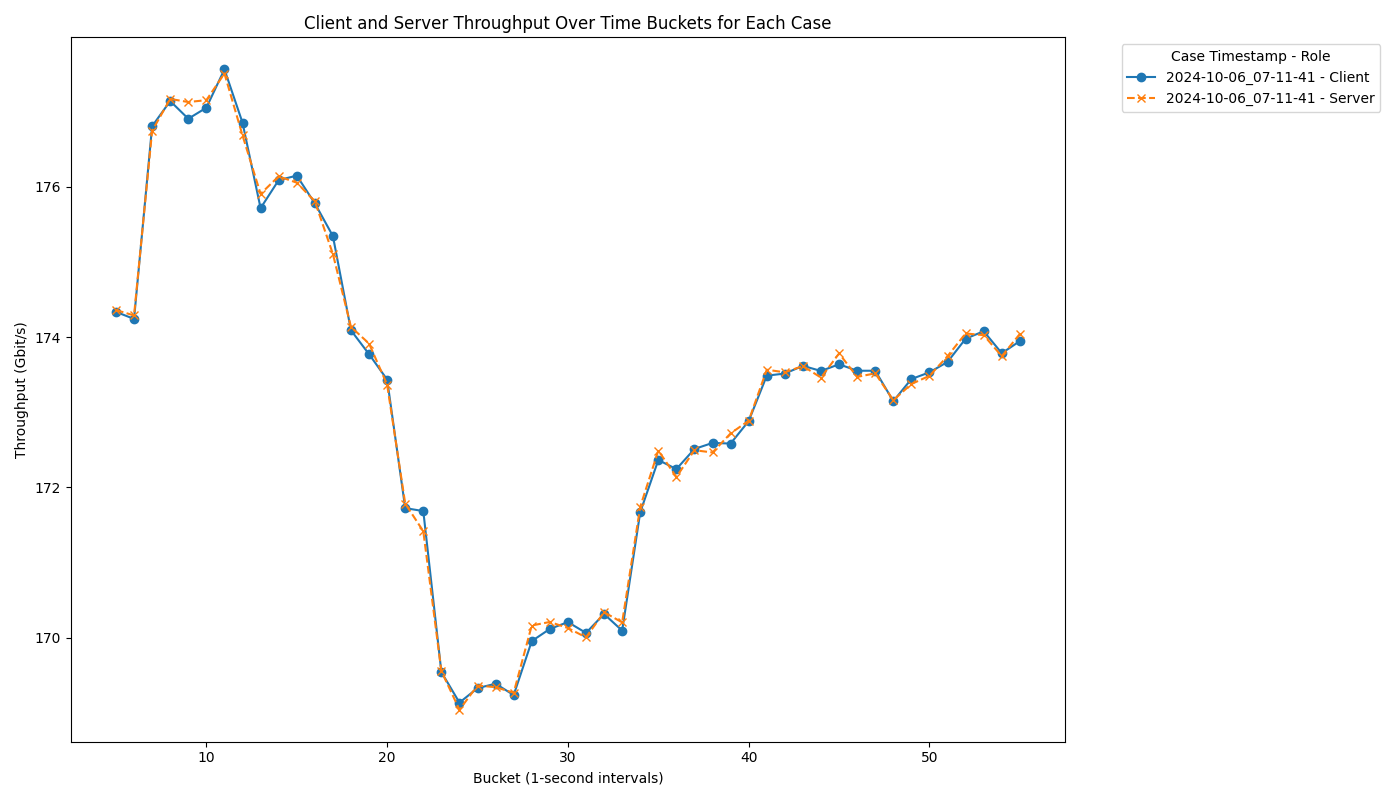 Client and Server Throughput Over Time Buckets for Each Case
Case Timestamp - Role
2024-10-06_07-11-41 - Client
2024-10-06_07-11-41 - Server
Throughput (Gbit/s)
176
174
172
170
10
20
30
40
50
Bucket (1-second intervals)